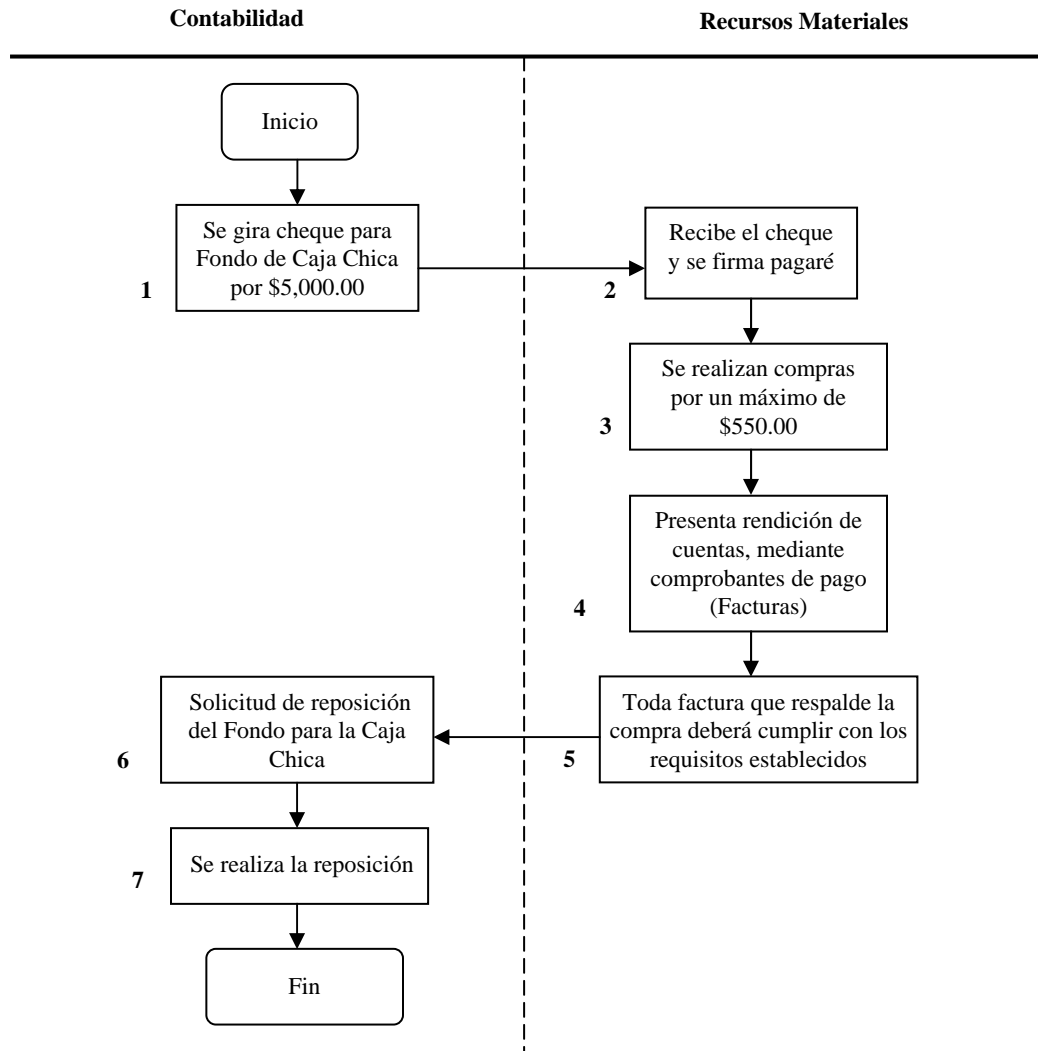 Contabilidad
Recursos Materiales
Inicio
Se gira cheque para
Fondo de Caja Chica
por $5,000.00
1
Recibe el cheque
y se firma pagaré
2
Se realizan compras
por un máximo de
$550.00
3
Presenta rendición de
cuentas, mediante
comprobantes de pago
(Facturas)
4
Toda factura que respalde la
compra deberá cumplir con los
requisitos establecidos
5
Solicitud de reposición
del Fondo para la Caja
Chica
6
Se realiza la reposición
7
Fin